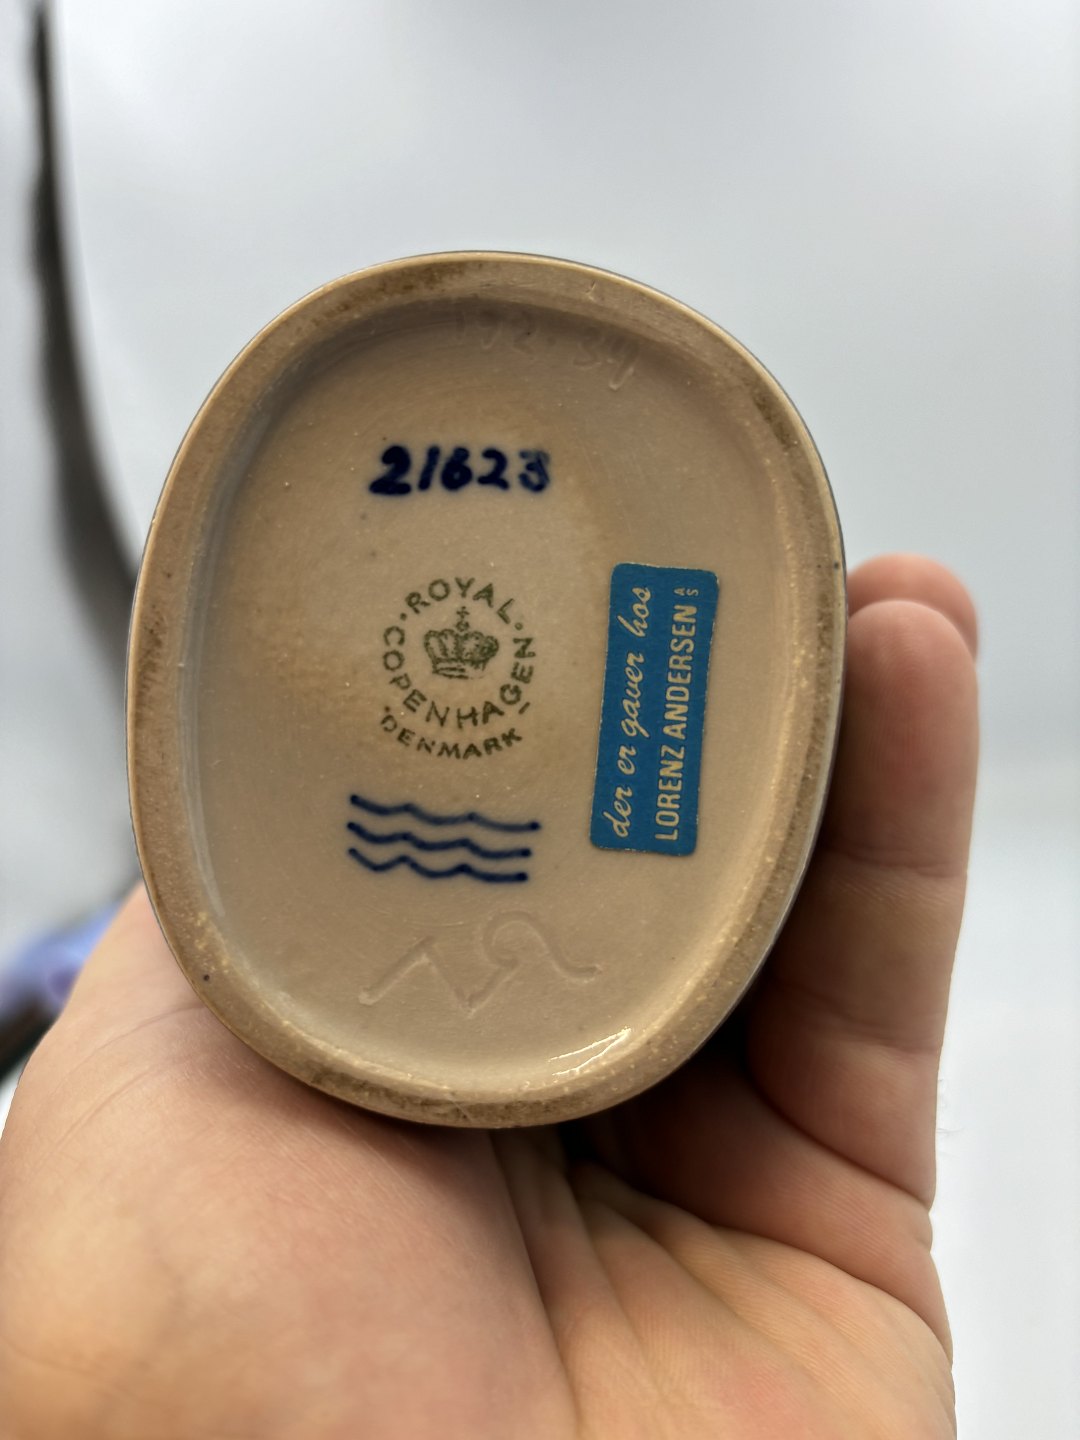 21623
ROYAL
COPENHAGEN
DENMARK
der er gaver hos
LORENZ ANDERSEN A/S